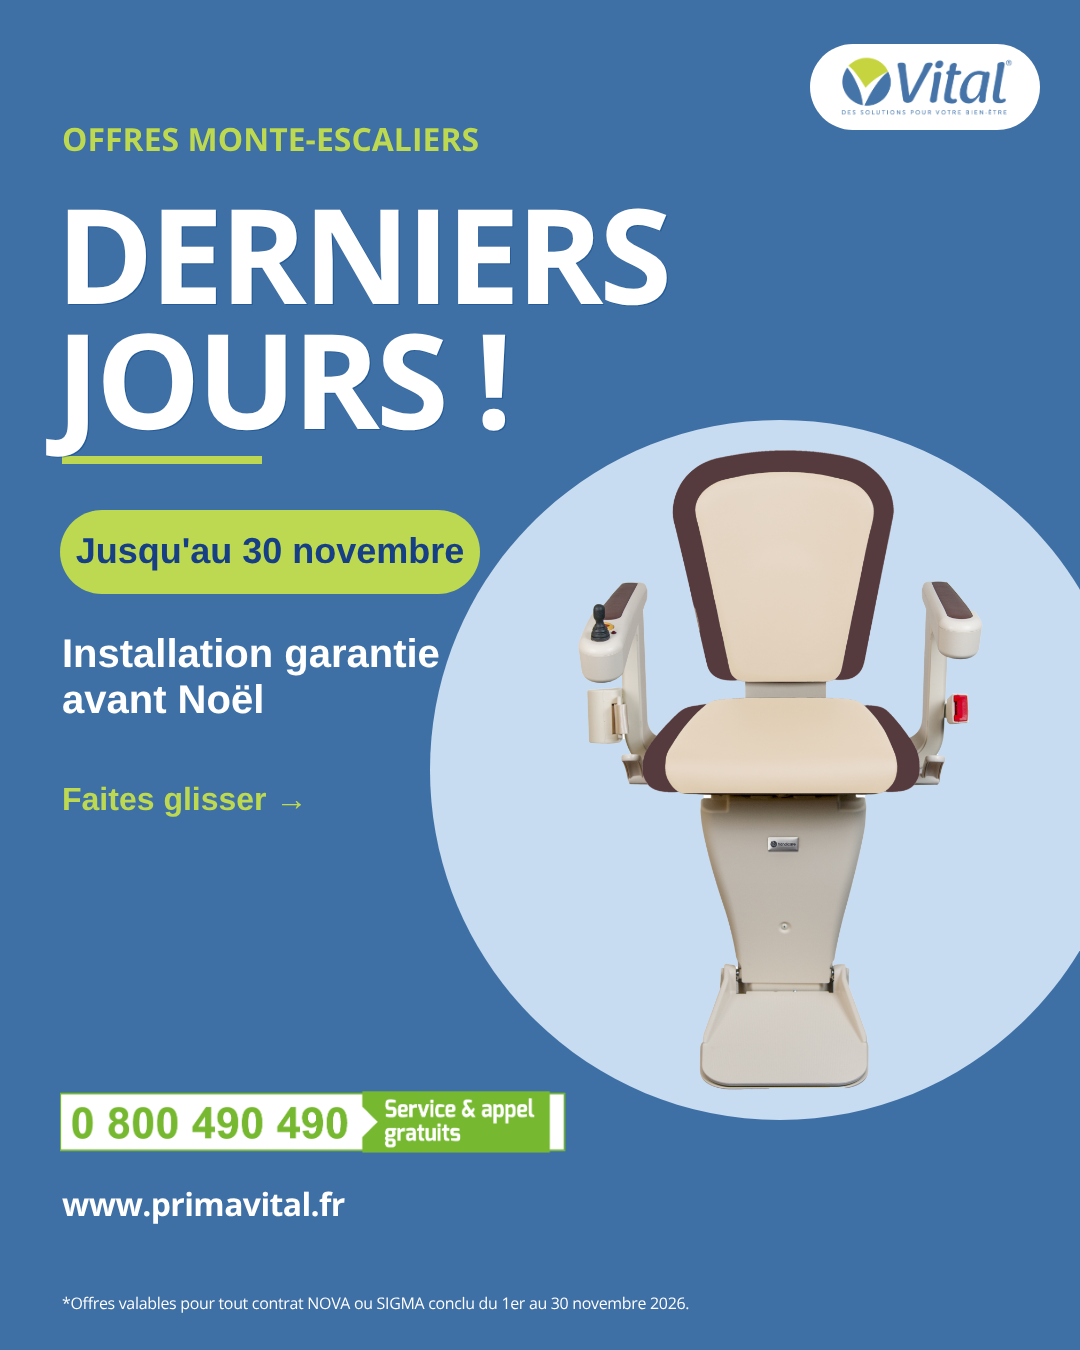 Vital®
DES SOLUTIONS POUR VOTRE BIEN-ÊTRE
OFFRES MONTE-ESCALIERS
DERNIERS
JOURS !
Jusqu'au 30 novembre
Installation garantie
avant Noël
Faites glisser →
0 800 490 490
Service & appel
gratuits
www.primavital.fr
*Offres valables pour tout contrat NOVA ou SIGMA conclu du 1er au 30 novembre 2026.